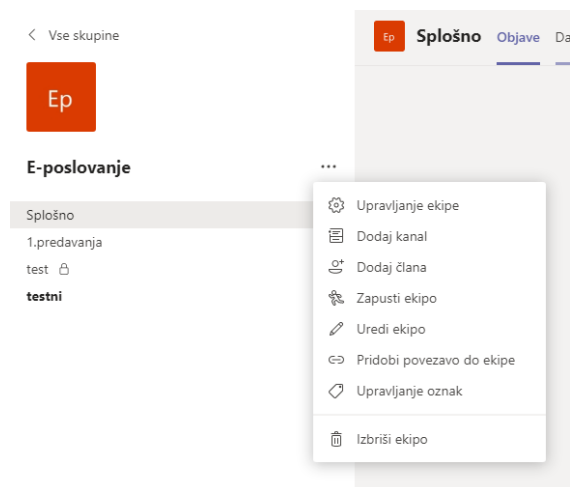 Vse skupine
Ep
E-poslovanje
Splošno
1.predavanja
test
testni
Ep Splošno Objave Da
Upravljanje ekipe
Dodaj kanal
Dodaj člana
Zapusti ekipo
Uredi ekipo
Pridobi povezavo do ekipe
Upravljanje oznak
Izbriši ekipo